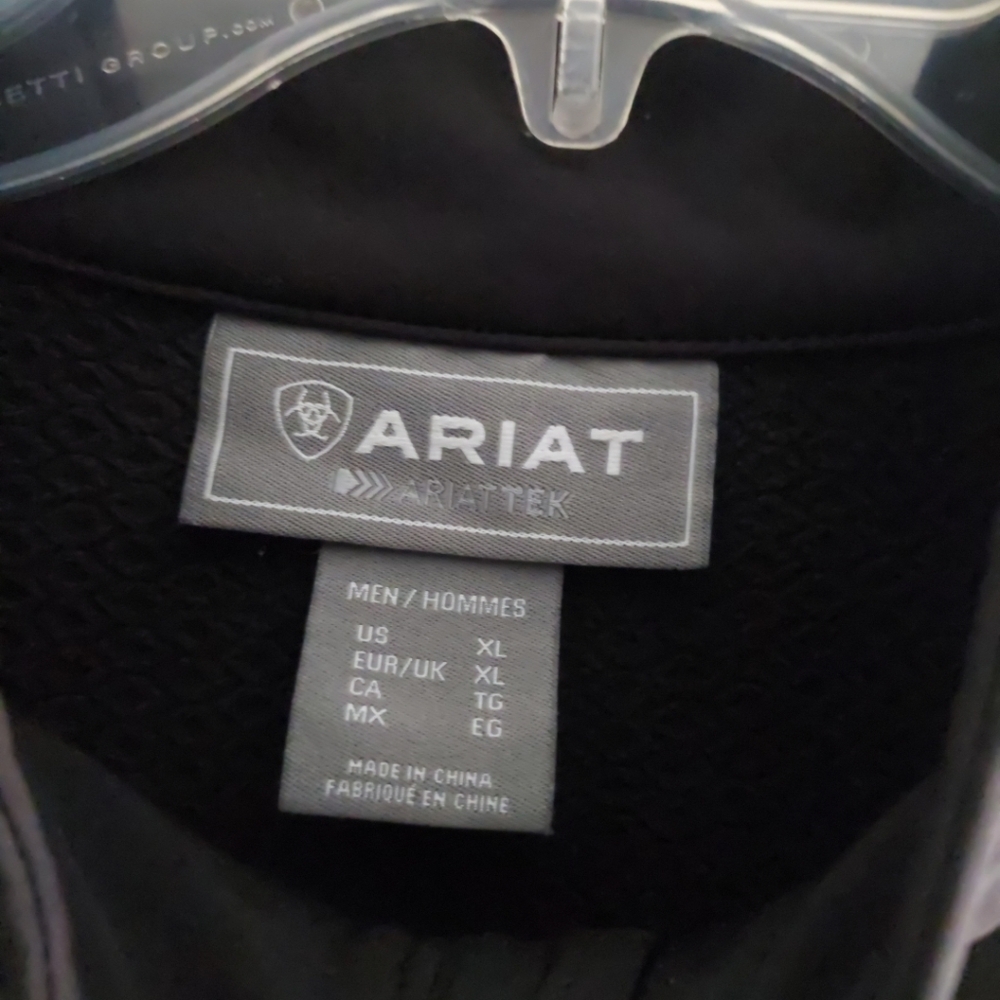 GROUP.COM
ARIAT
ARIATTEK
MEN / HOMMES
US XL
EUR/UK XL
CA TG
MX EG
MADE IN CHINA
FABRIQUÉ EN CHINE